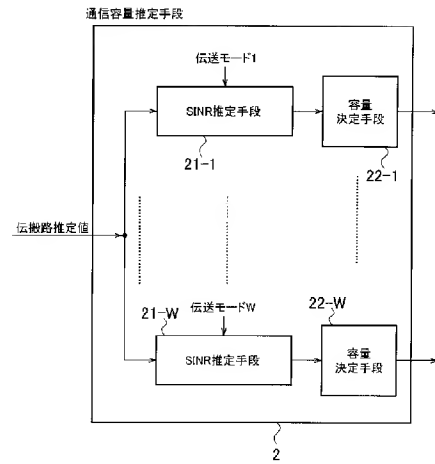 通信容量推定手段
伝送モード1
SINR推定手段
容量
決定手段
21-1
22-1
伝搬路推定値
21-W
伝送モードW
22-W
SINR推定手段
容量
決定手段
2